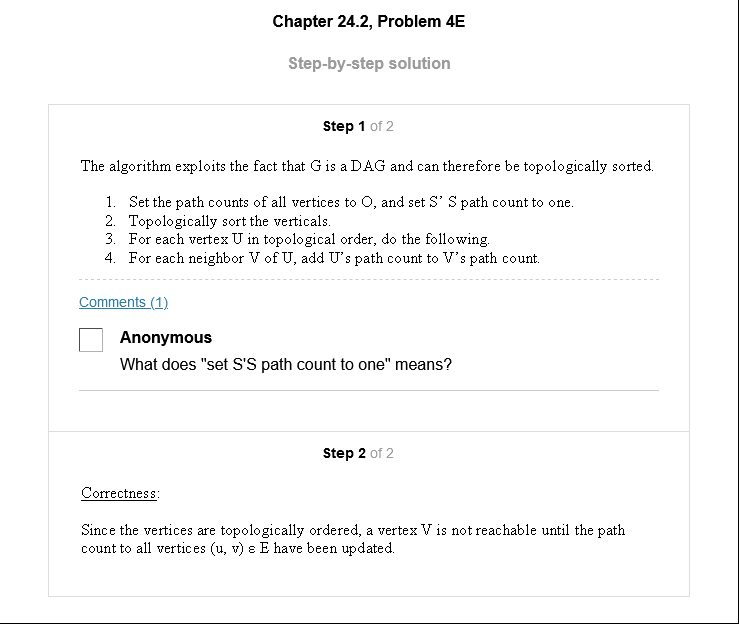 Chapter 24.2, Problem 4E
Step-by-step solution
Step 1 of 2
The algorithm exploits the fact that G is a DAG and can therefore be topologically sorted.
1. Set the path counts of all vertices to O, and set S’ S path count to one.
2. Topologically sort the verticals.
3. For each vertex U in topological order, do the following.
4. For each neighbor V of U, add U’s path count to V’s path count.
Comments (1)
Anonymous
What does "set S'S path count to one" means?
Step 2 of 2
Correctness:
Since the vertices are topologically ordered, a vertex V is not reachable until the path
count to all vertices (u, v) ε E have been updated.